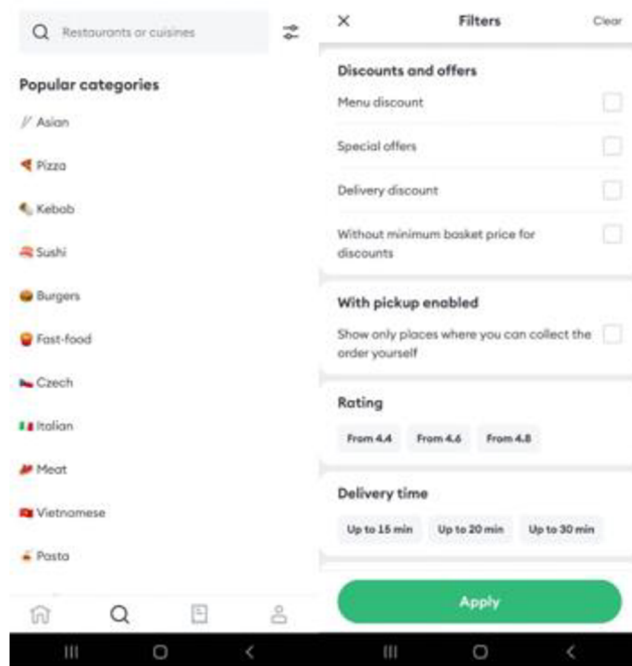 Restaurants or cuisines
Popular categories
Asian
Pizza
Kebab
Sushi
Burgers
Fast-food
Czech
Italian
Meat
Vietnamese
Pasta
Filters
Clear
Discounts and offers
Menu discount
Special offers
Delivery discount
Without minimum basket price for
discounts
With pickup enabled
Show only places where you can collect the
order yourself
Rating
From 4.4 From 4.6 From 4.8
Delivery time
Up to 15 min Up to 20 min Up to 30 min
Apply